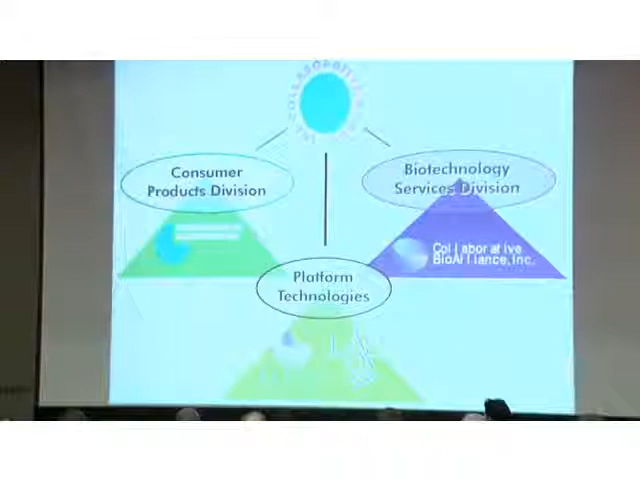 Consumer
Products Division
Biotechnology
Services Division
Collaborative
BioAlliance, Inc.
Platform
Technologies